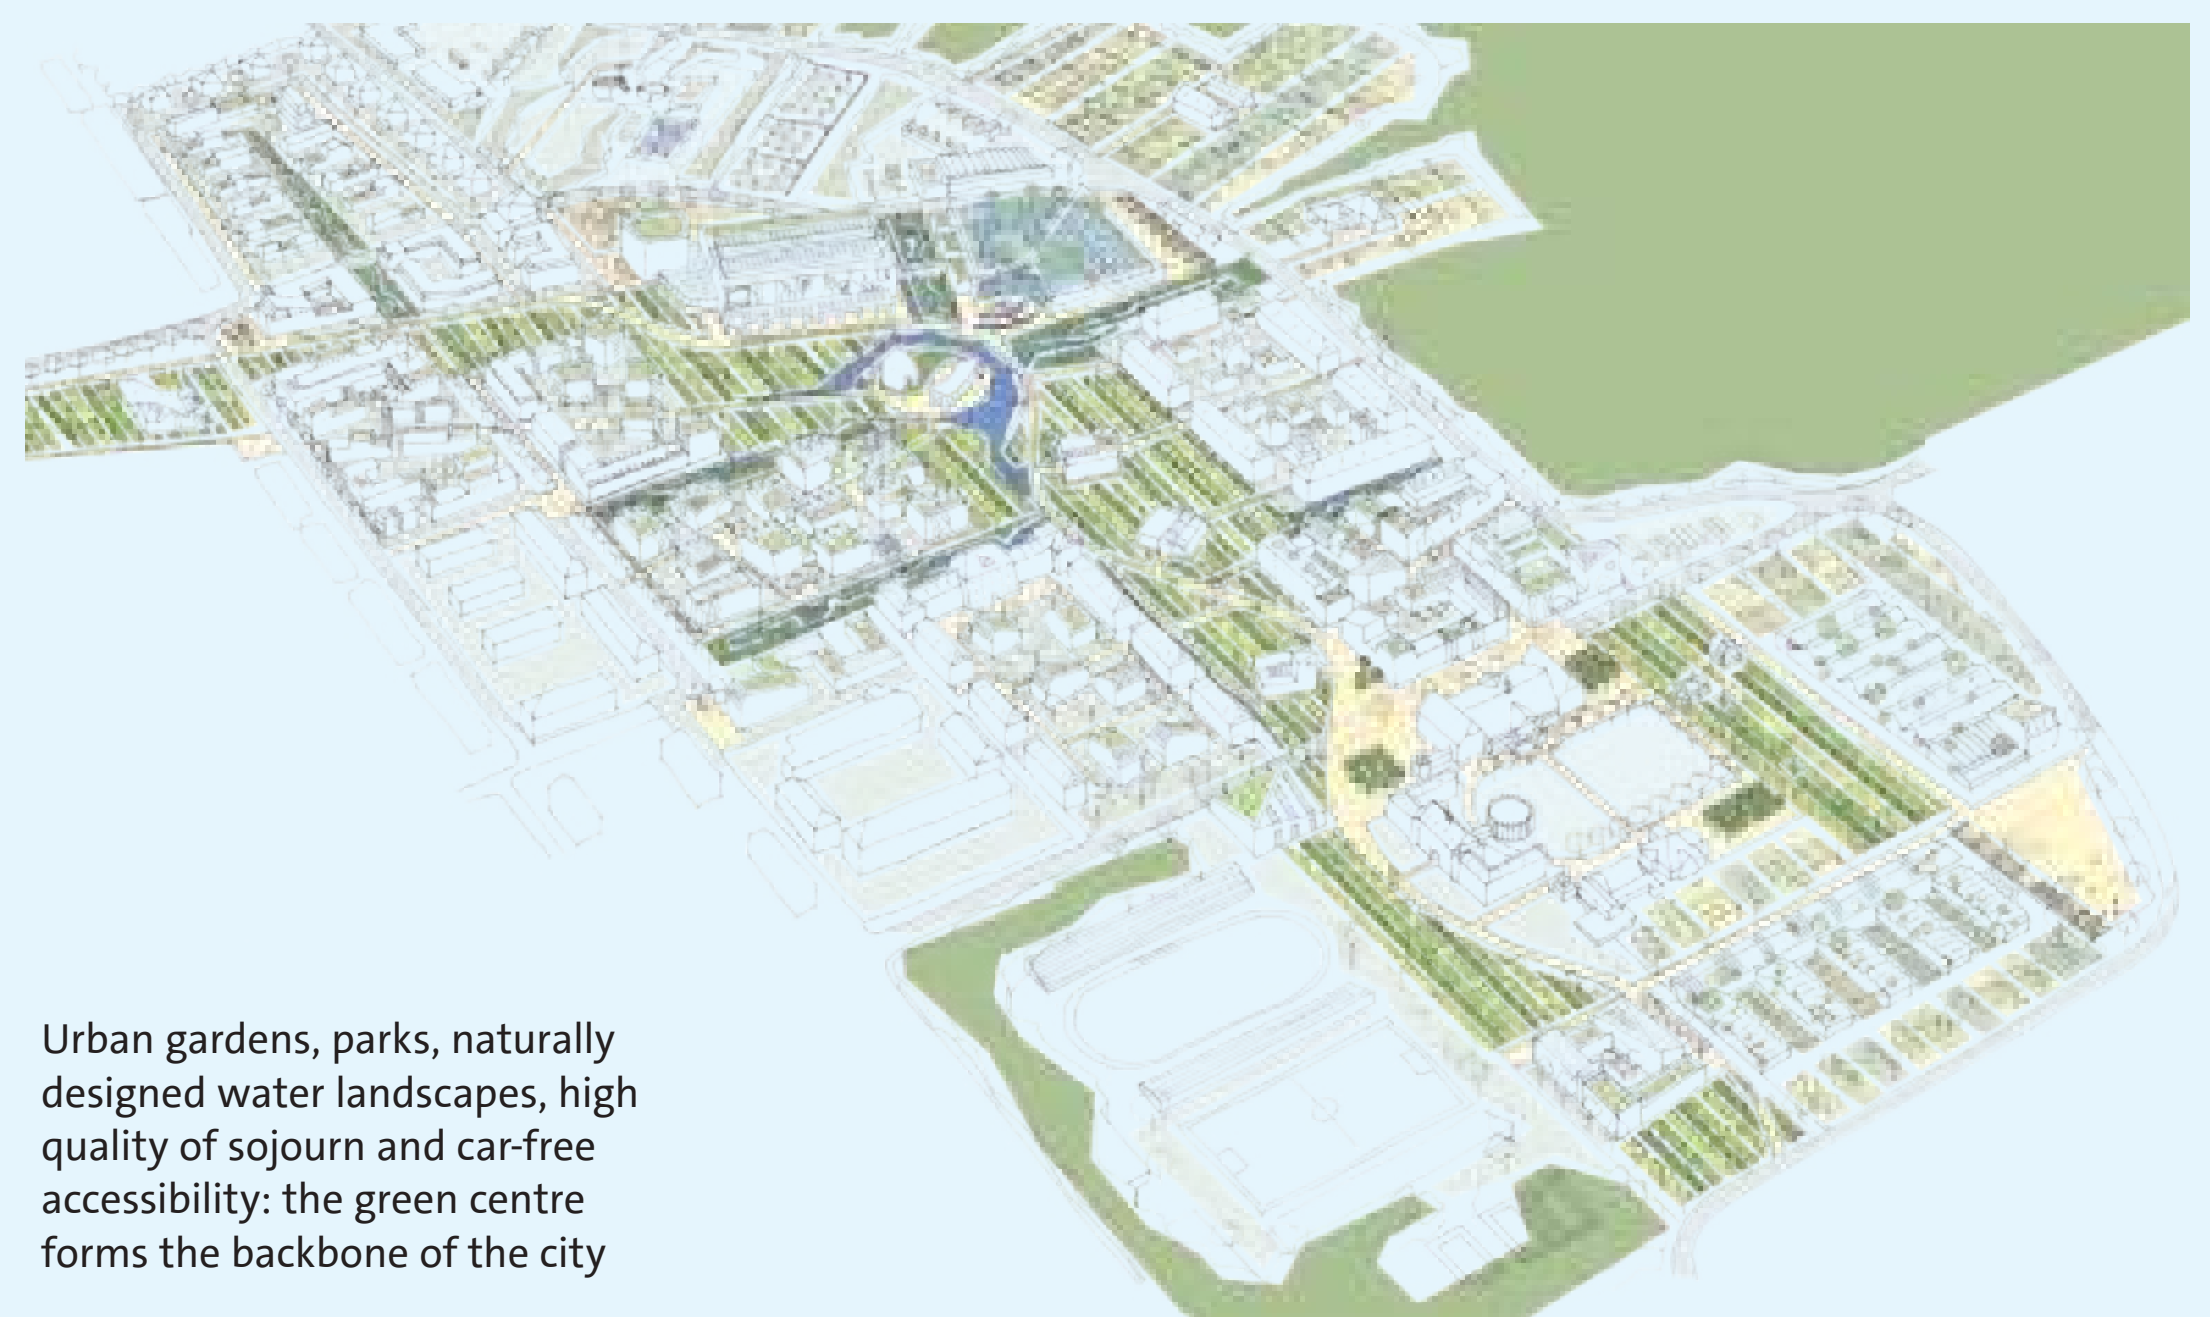 Urban gardens, parks, naturally
designed water landscapes, high
quality of sojourn and car-free
accessibility: the green centre
forms the backbone of the city